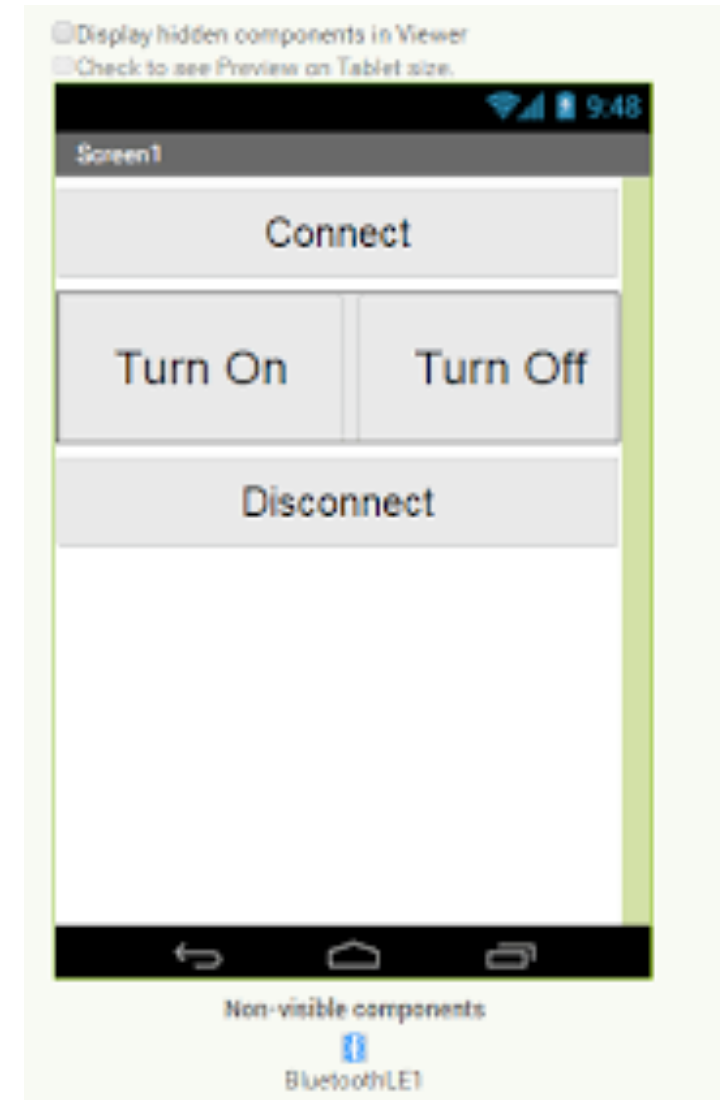 Display hidden components in Viewer
Check to see Preview on Tablet size.
9:48
Screen1
Connect
Turn On Turn Off
Disconnect
Non-visible components
BluetoothLE1